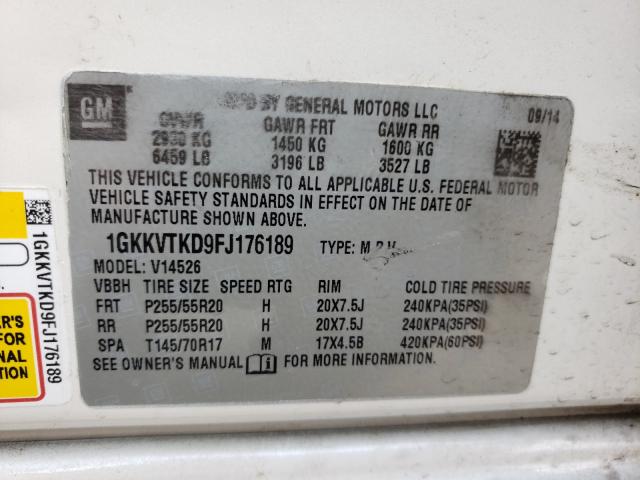 GM
BY GENERAL MOTORS LLC
09/14
GVWR GAWR FRT GAWR RR
2930 KG 1450 KG 1600 KG
6459 LB 3196 LB 3527 LB
THIS VEHICLE CONFORMS TO ALL APPLICABLE U.S. FEDERAL MOTOR
VEHICLE SAFETY STANDARDS IN EFFECT ON THE DATE OF
MANUFACTURE SHOWN ABOVE.
1GKKVTKD9FJ176189 TYPE:
MODEL: V14526
VBBH TIRE SIZE SPEED RTG RIM COLD TIRE PRESSURE
FRT P255/55R20 H 20X7.5J 240KPA(35PSI)
RR P255/55R20 H 20X7.5J 240KPA(35PSI)
SPA T145/70R17 M 17X4.5B 420KPA(60PSI)
SEE OWNER'S MANUAL FOR MORE INFORMATION.
1GKKVTKD9FJ176189
FOR